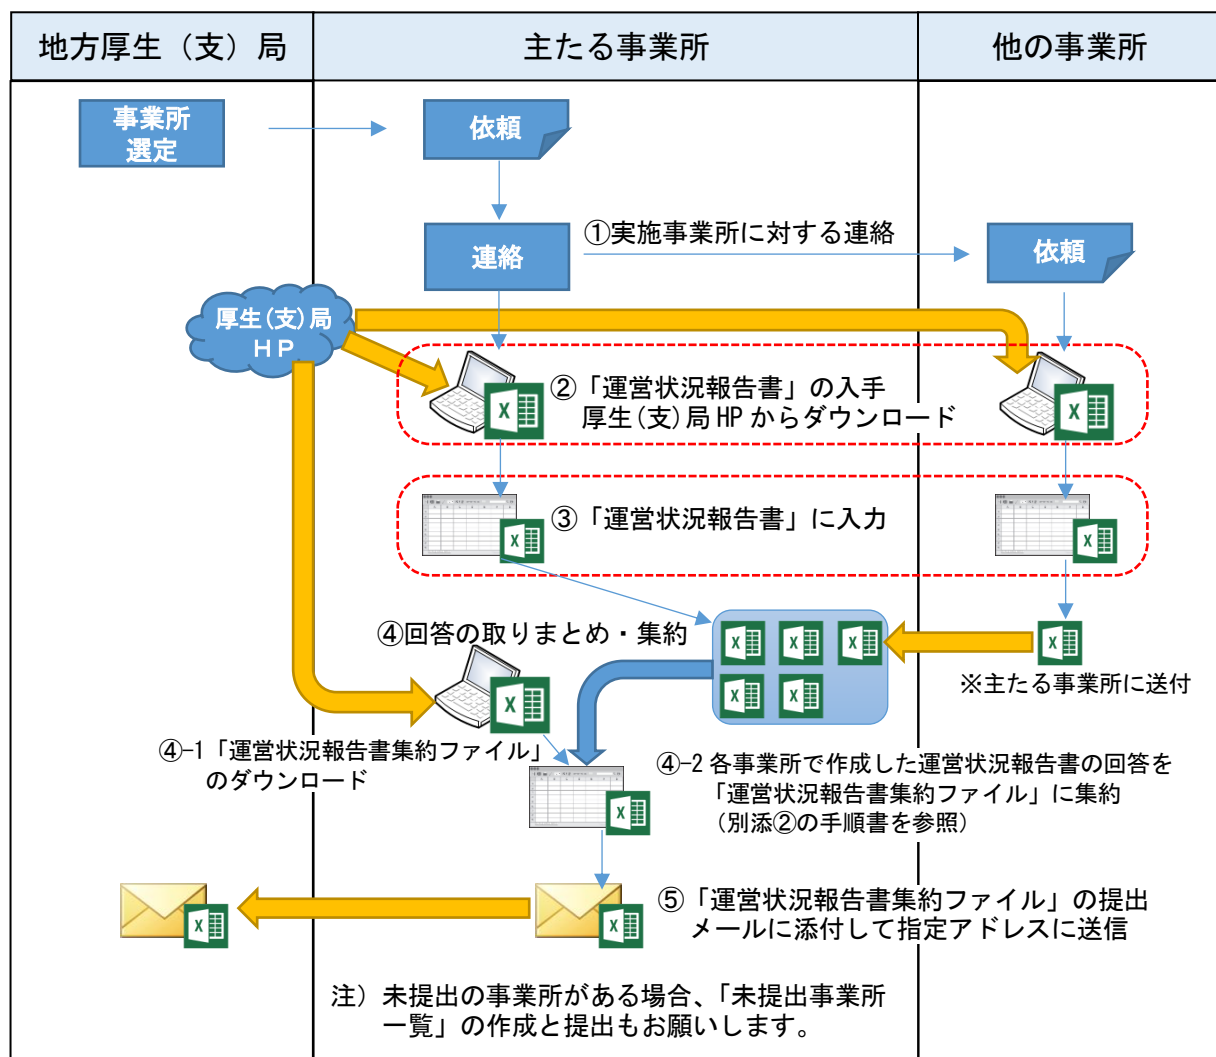 地方厚生（支）局
主たる事業所
他の事業所
事業所
選定
依頼
連絡
①実施事業所に対する連絡
依頼
厚生(支)局
ＨＰ
②「運営状況報告書」の入手
厚生(支)局 HP からダウンロード
③「運営状況報告書」に入力
④回答の取りまとめ・集約
※主たる事業所に送付
④-1「運営状況報告書集約ファイル」
のダウンロード
④-2 各事業所で作成した運営状況報告書の回答を
「運営状況報告書集約ファイル」に集約
（別添②の手順書を参照）
⑤「運営状況報告書集約ファイル」の提出
メールに添付して指定アドレスに送信
注）未提出の事業所がある場合、「未提出事業所
一覧」の作成と提出もお願いします。